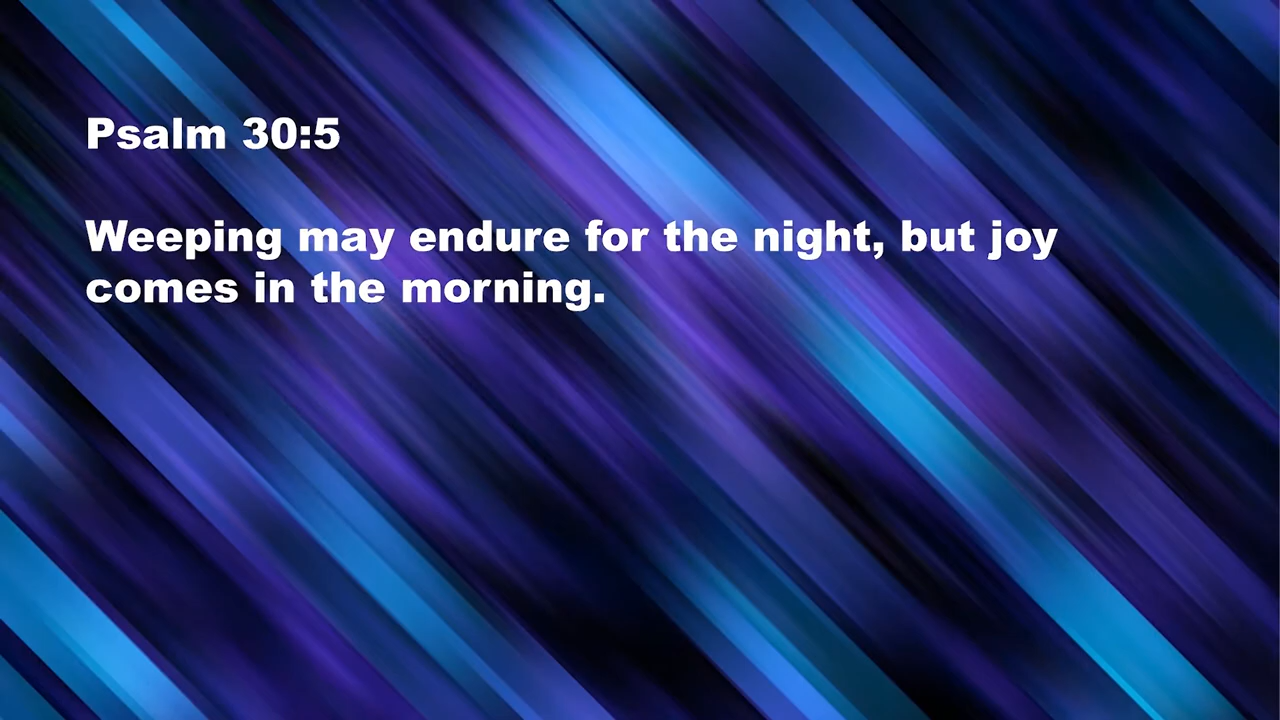 Psalm 30:5
Weeping may endure for the night, but joy
comes in the morning.